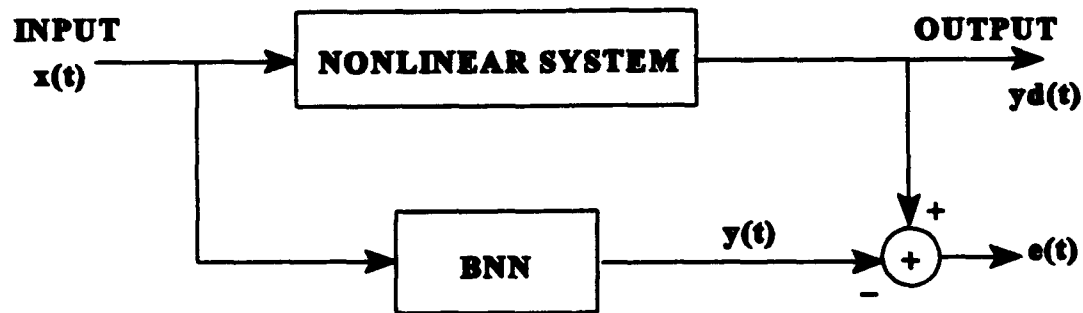 INPUT
x(t)
NONLINEAR SYSTEM
OUTPUT
yd(t)
BNN
y(t)
+
+
−
e(t)